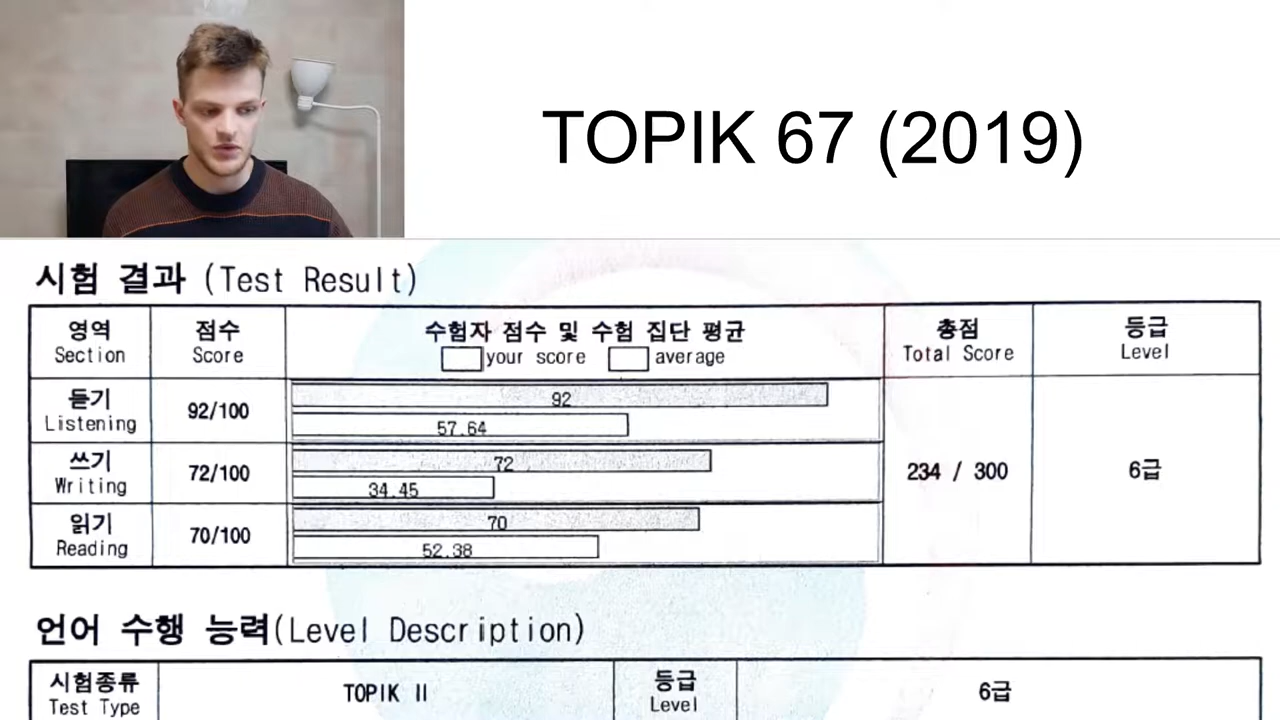 TOPIK 67 (2019)
시험 결과 (Test Result)
영역
Section
점수
Score
수험자 점수 및 수험 집단 평균
your score average
총점
Total Score
등급
Level
듣기
Listening
92/100
92
57.64
쓰기
Writing
72/100
72
34.45
읽기
Reading
70/100
70
52.38
234 / 300
6급
언어 수행 능력(Level Description)
시험종류
Test Type
TOPIK II
등급
Level
6급